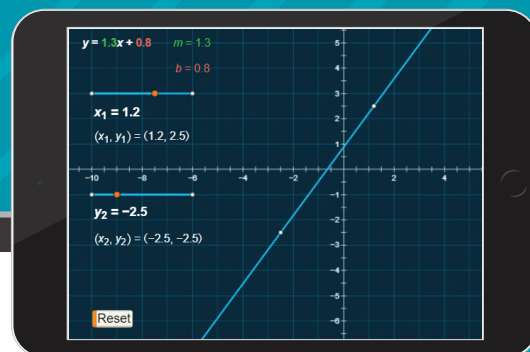 y = 1.3x + 0.8 m = 1.3
b = 0.8
x₁ = 1.2
(x₁, y₁) = (1.2, 2.5)
y₂ = −2.5
(x₂, y₂) = (−2.5, −2.5)
Reset
5
4
3
2
1
−10 −8 −6 −4 −2 2 4
−1
−2
−3
−4
−5
−6